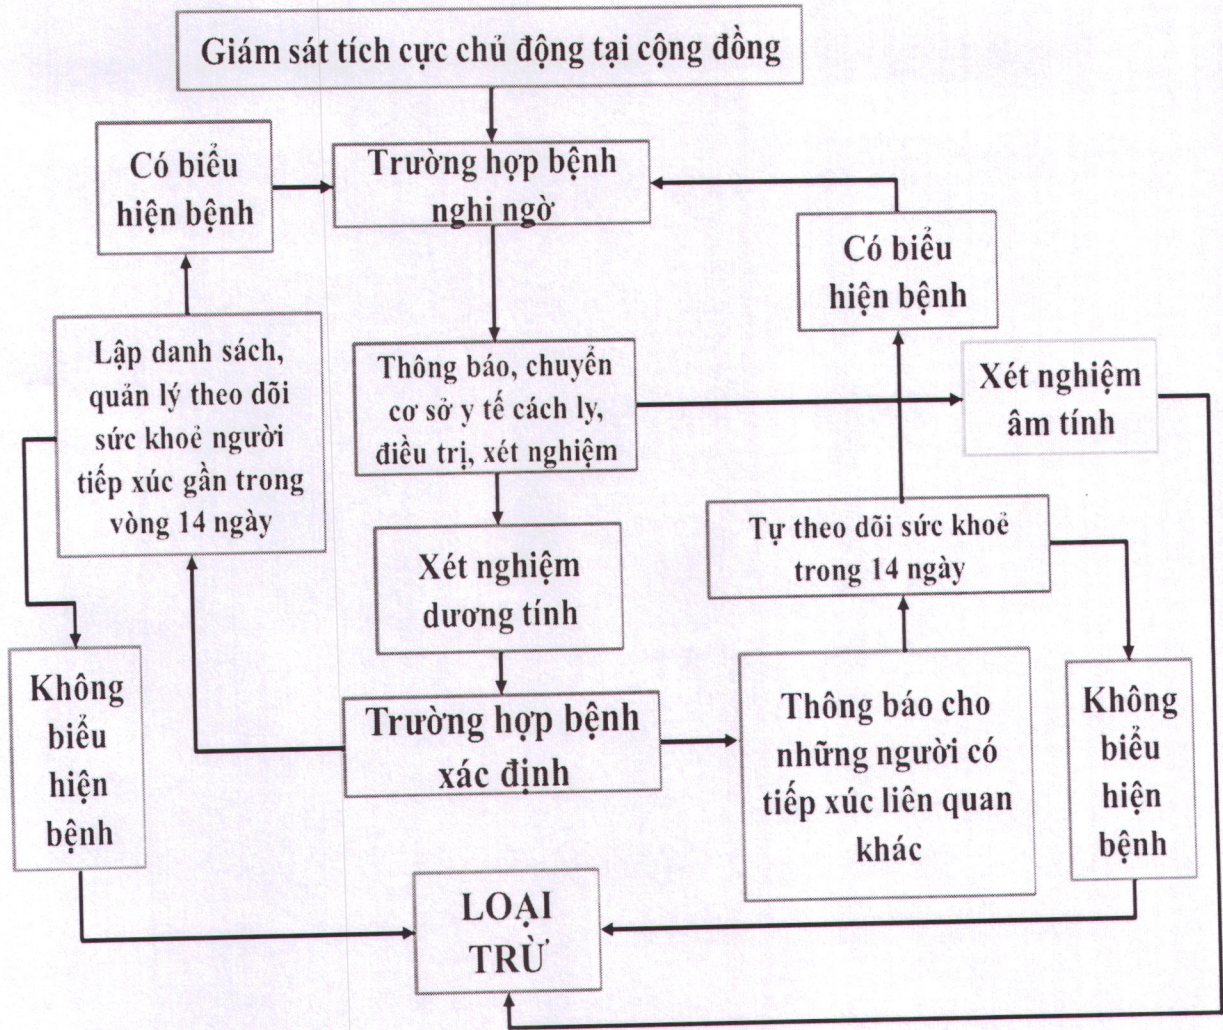 Giám sát tích cực chủ động tại cộng đồng
Có biểu
hiện bệnh
Trường hợp bệnh
nghi ngờ
Có biểu
hiện bệnh
Lập danh sách,
quản lý theo dõi
sức khoẻ người
tiếp xúc gần trong
vòng 14 ngày
Thông báo, chuyển
cơ sở y tế cách ly,
điều trị, xét nghiệm
Xét nghiệm
âm tính
Xét nghiệm
dương tính
Tự theo dõi sức khoẻ
trong 14 ngày
Không
biểu
hiện
bệnh
Trường hợp bệnh
xác định
Thông báo cho
những người có
tiếp xúc liên quan
khác
Không
biểu
hiện
bệnh
LOẠI
TRỪ